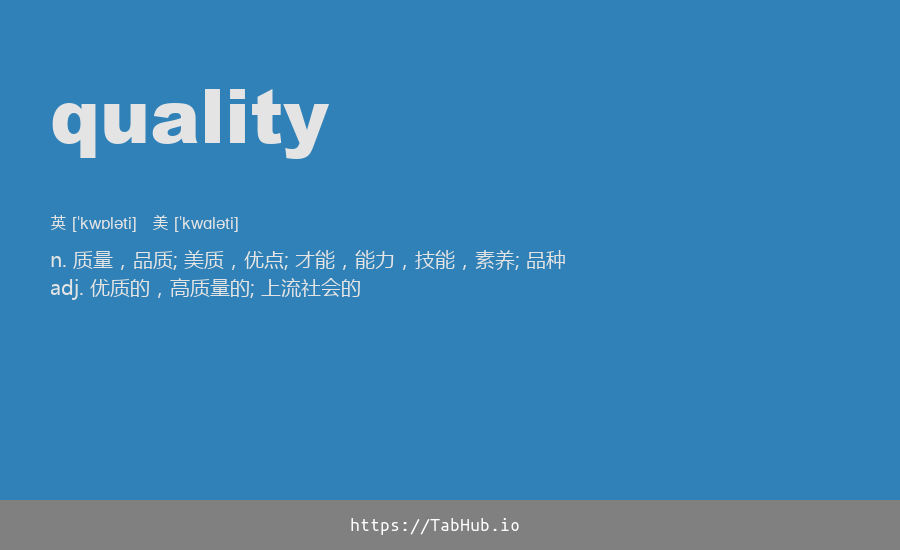 quality
英 [ˈkwɒləti] 美 [ˈkwɑləti]
n. 质量，品质; 美质，优点; 才能，能力，技能，素养; 品种
adj. 优质的，高质量的; 上流社会的
https://TabHub.io